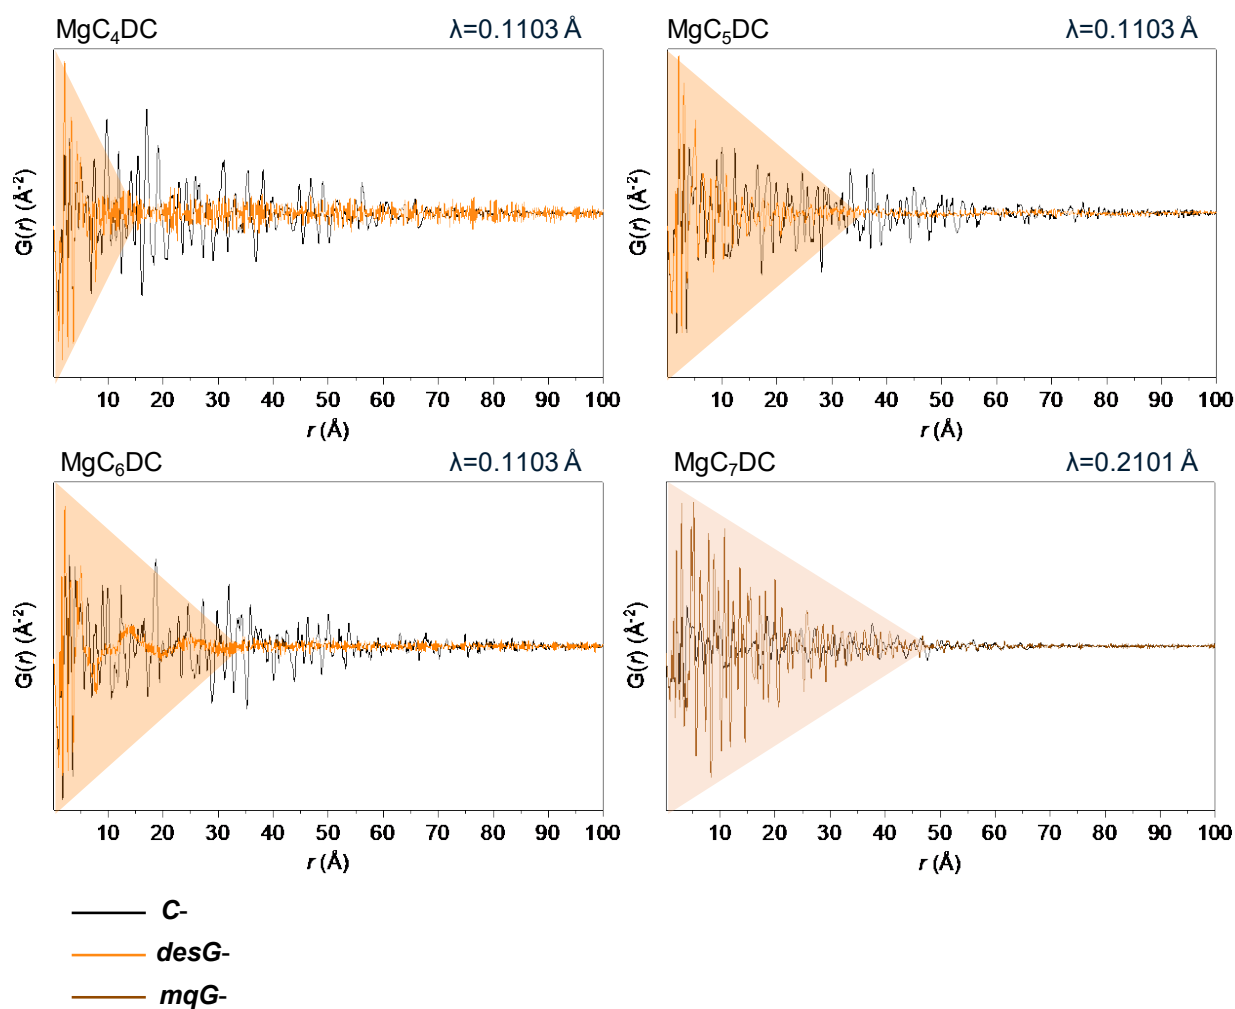 MgC₄DC λ=0.1103 Å
G(r) (Å⁻²)
10 20 30 40 50 60 70 80 90 100
r (Å)
MgC₅DC λ=0.1103 Å
G(r) (Å⁻²)
10 20 30 40 50 60 70 80 90 100
r (Å)
MgC₆DC λ=0.1103 Å
G(r) (Å⁻²)
10 20 30 40 50 60 70 80 90 100
r (Å)
MgC₇DC λ=0.2101 Å
G(r) (Å⁻²)
10 20 30 40 50 60 70 80 90 100
r (Å)
C-
desG-
mqG-